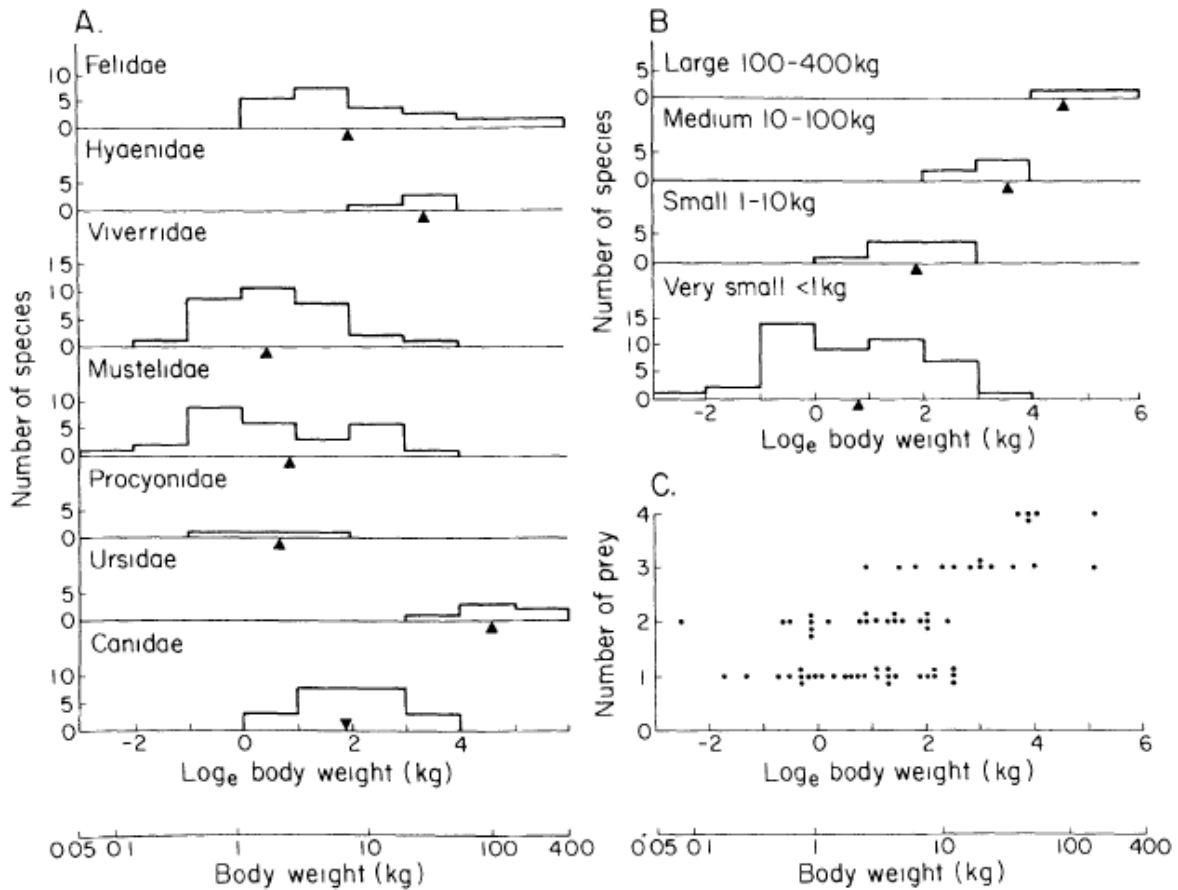 A.
Number of species
Felidae
10
5
0
Hyaenidae
5
0
Viverridae
15
10
5
0
Mustelidae
10
5
0
Procyonidae
5
0
Ursidae
5
0
Canidae
10
5
0
-2 0 2 4
Logₑ body weight (kg)
005 01 1 10 100 400
Body weight (kg)
B
Number of species
Large 100-400kg
5
0
Medium 10-100kg
5
0
Small 1-10kg
5
0
Very small <1kg
15
10
5
0
-2 0 2 4 6
Logₑ body weight (kg)
C.
Number of prey
4
3
2
1
0
-2 0 2 4 6
Logₑ body weight (kg)
005 01 1 10 100 400
Body weight (kg)